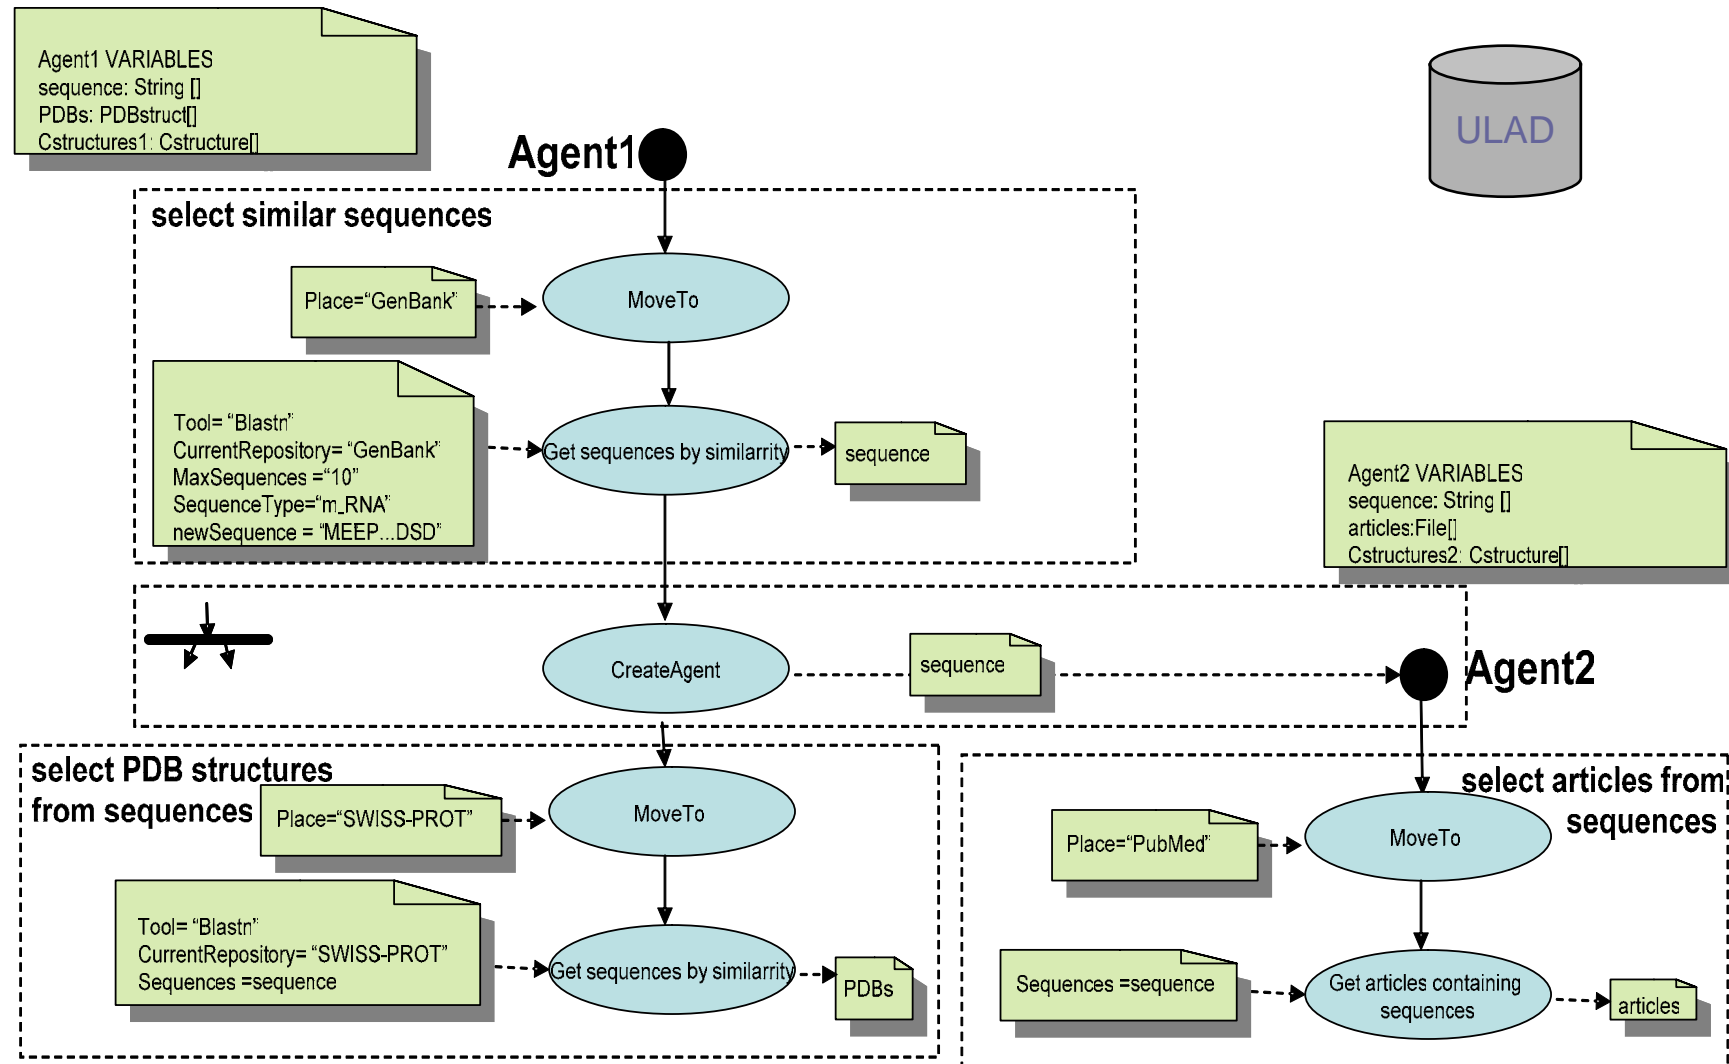 Agent1 VARIABLES
sequence: String []
PDBs: PDBstruct[]
Cstructures1: Cstructure[]
ULAD
Agent1
select similar sequences
Place=“GenBank”
MoveTo
Tool= “Blastn”
CurrentRepository= “GenBank”
MaxSequences =“10”
SequenceType=“m_RNA”
newSequence = “MEEP...DSD”
Get sequences by similarrity
sequence
Agent2 VARIABLES
sequence: String []
articles:File[]
Cstructures2: Cstructure[]
CreateAgent
sequence
Agent2
select PDB structures
from sequences
Place=“SWISS-PROT”
MoveTo
Tool= “Blastn”
CurrentRepository= “SWISS-PROT”
Sequences =sequence
Get sequences by similarrity
PDBs
select articles from
sequences
Place=“PubMed”
MoveTo
Sequences =sequence
Get articles containing
sequences
articles